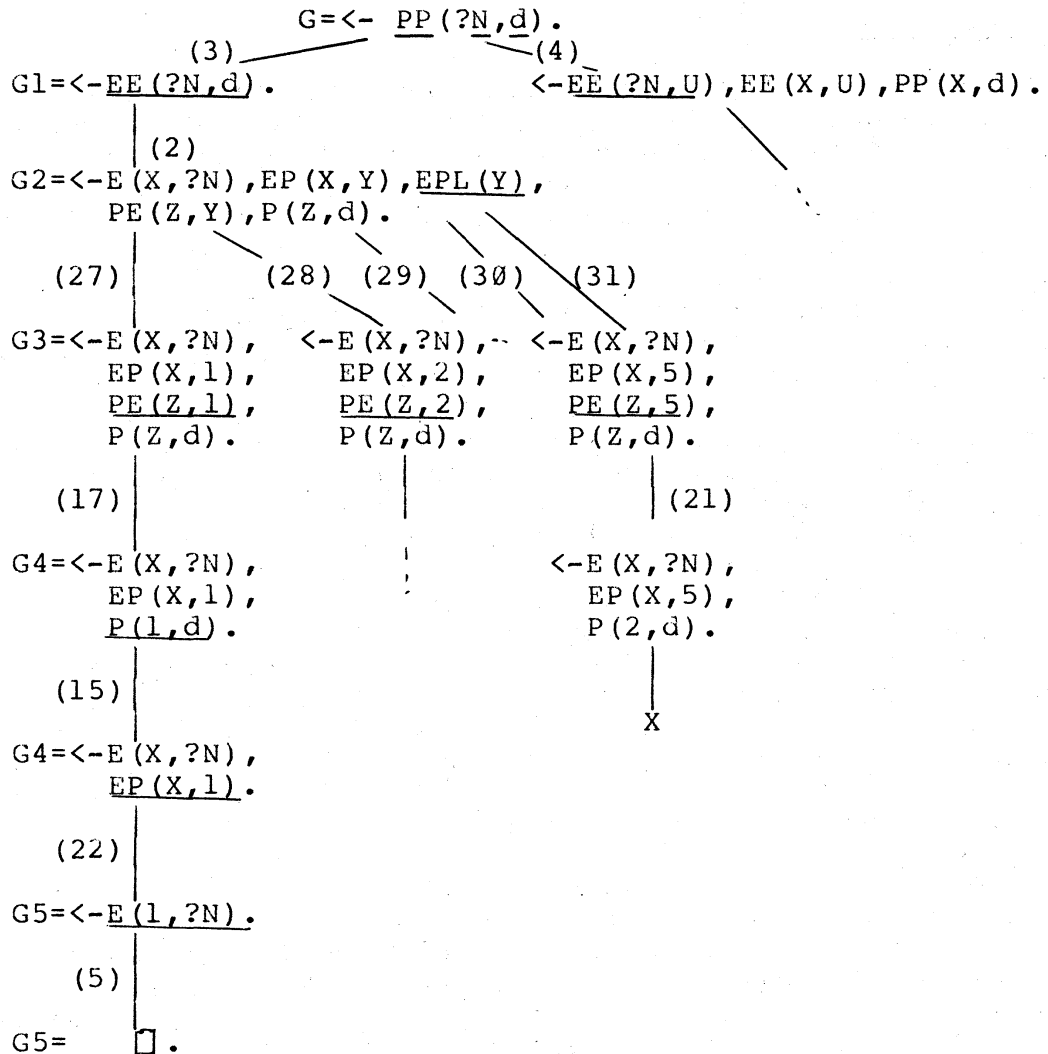 G=<- PP(?N,d).
(3) (4)
G1=<-EE(?N,d). <-EE(?N,U),EE(X,U),PP(X,d).
(2)
G2=<-E(X,?N),EP(X,Y),EPL(Y),
PE(Z,Y),P(Z,d).
(27) (28) (29) (30) (31)
G3=<-E(X,?N), <-E(X,?N), <-E(X,?N),
EP(X,1), EP(X,2), EP(X,5),
PE(Z,1), PE(Z,2), PE(Z,5),
P(Z,d). P(Z,d). P(Z,d).
(17) (21)
G4=<-E(X,?N), <-E(X,?N),
EP(X,1), EP(X,5),
P(1,d). P(2,d).
(15)
X
G4=<-E(X,?N),
EP(X,1).
(22)
G5=<-E(1,?N).
(5)
G5= □.